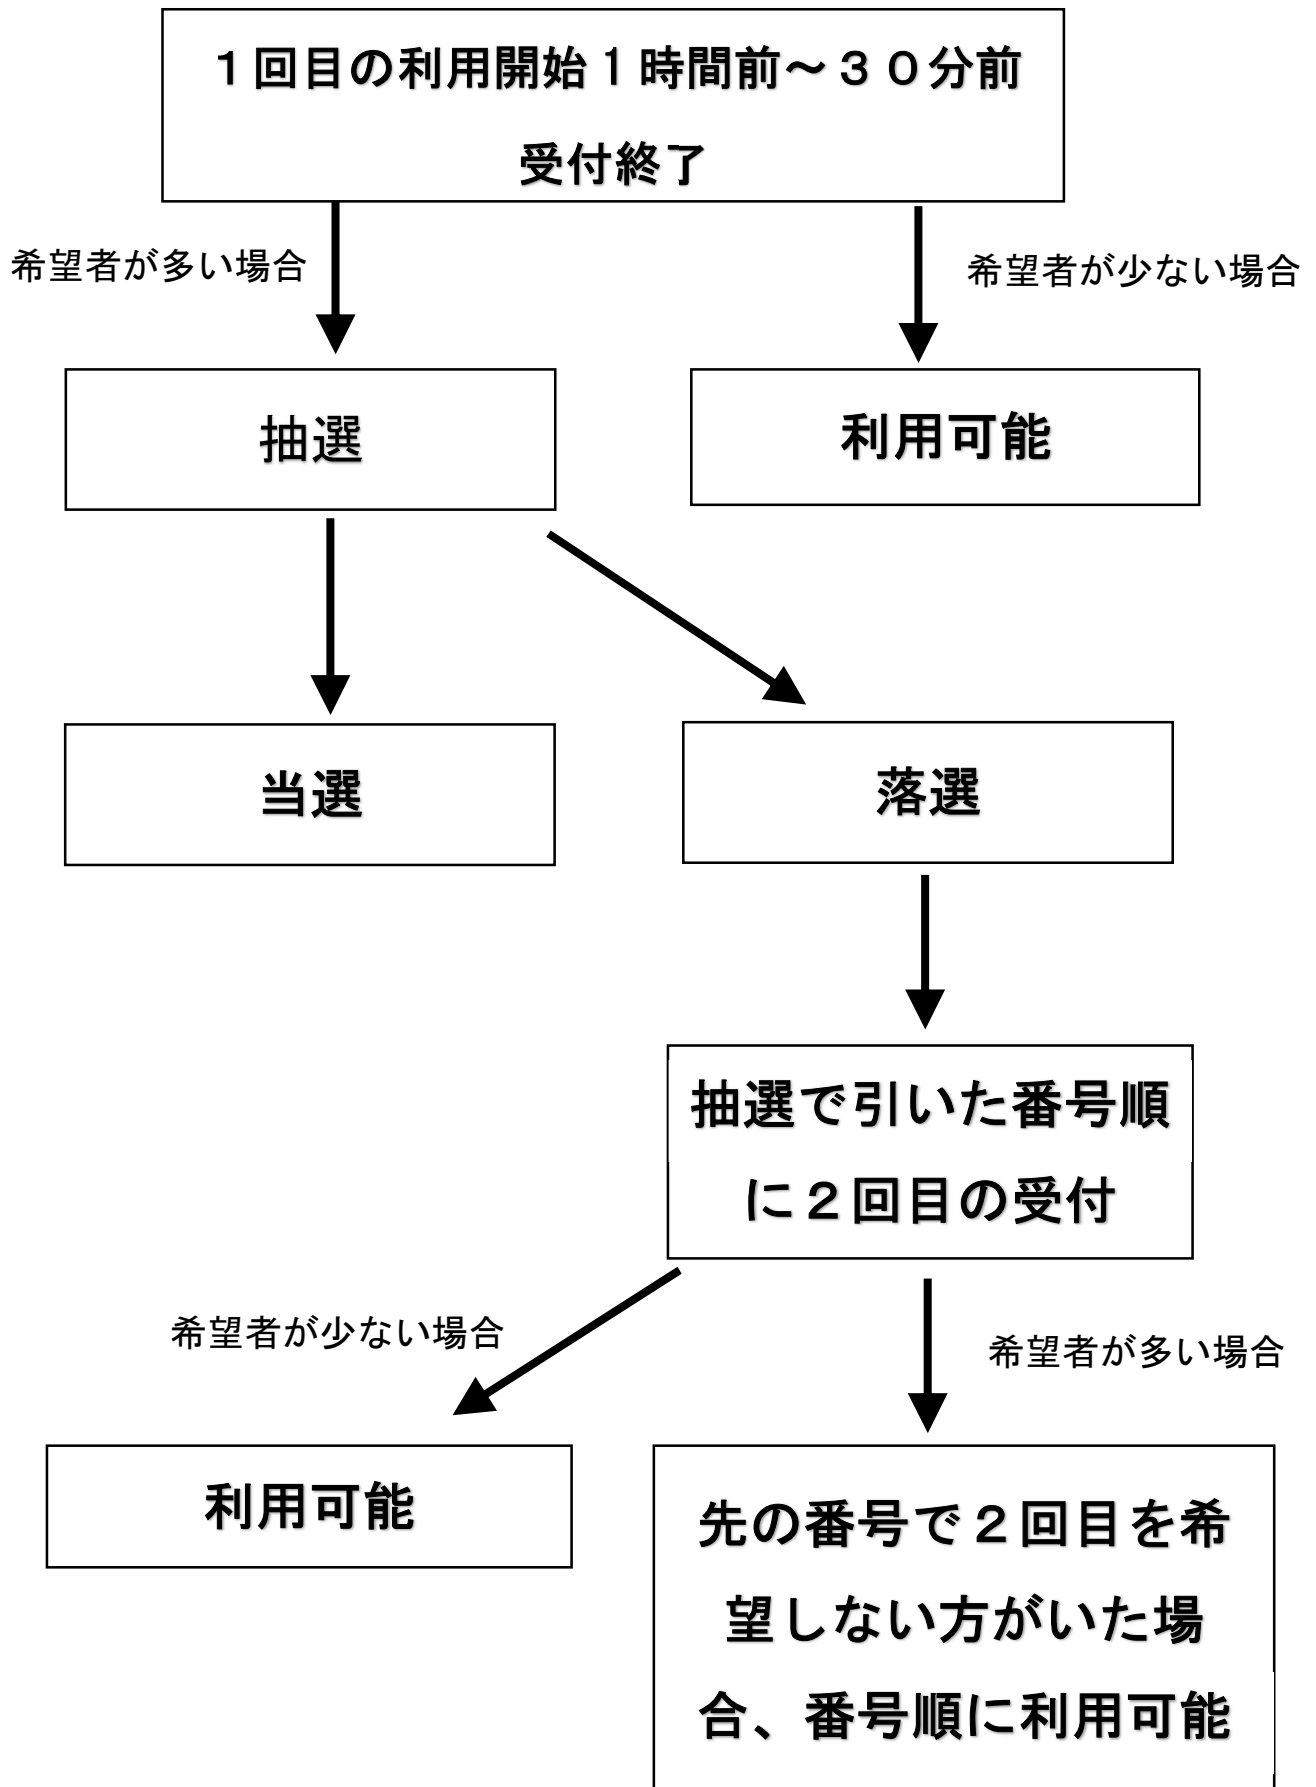 １回目の利用開始１時間前～３０分前
受付終了
希望者が多い場合
希望者が少ない場合
抽選
利用可能
当選
落選
抽選で引いた番号順
に２回目の受付
希望者が少ない場合
希望者が多い場合
利用可能
先の番号で２回目を希
望しない方がいた場
合、番号順に利用可能